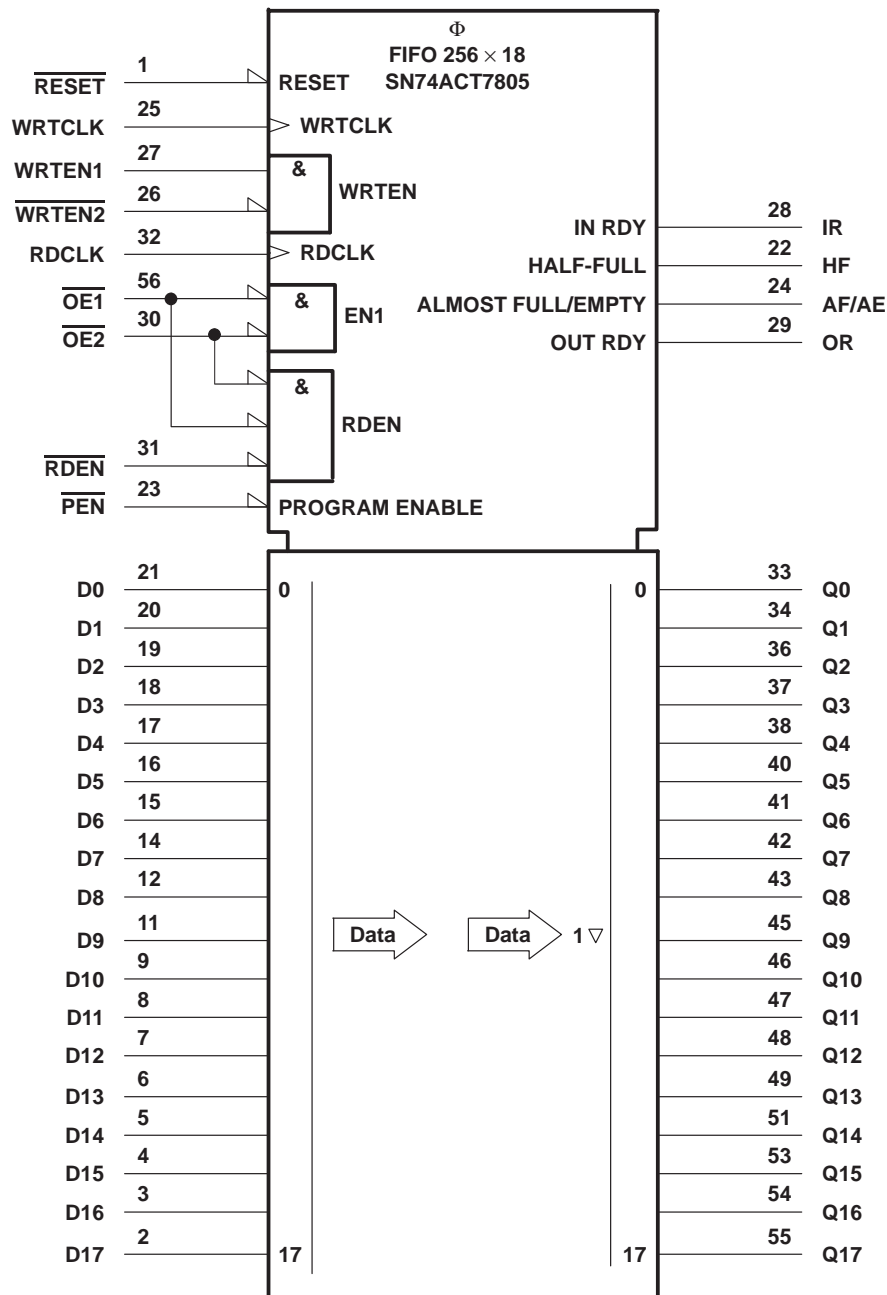 Φ
FIFO 256 × 18
SN74ACT7805
RESET 1 RESET
WRTCLK 25 WRTCLK
WRTEN1 27 & WRTEN
WRTEN2 26
RDCLK 32 RDCLK
OE1 56 & EN1
OE2 30
& RDEN
RDEN 31
PEN 23 PROGRAM ENABLE
IN RDY 28 IR
HALF-FULL 22 HF
ALMOST FULL/EMPTY 24 AF/AE
OUT RDY 29 OR
D0 21 0 0 33 Q0
D1 20 34 Q1
D2 19 36 Q2
D3 18 37 Q3
D4 17 38 Q4
D5 16 40 Q5
D6 15 41 Q6
D7 14 42 Q7
D8 12 43 Q8
D9 11 Data Data 1 45 Q9
D10 9 46 Q10
D11 8 47 Q11
D12 7 48 Q12
D13 6 49 Q13
D14 5 51 Q14
D15 4 53 Q15
D16 3 54 Q16
D17 2 17 17 55 Q17